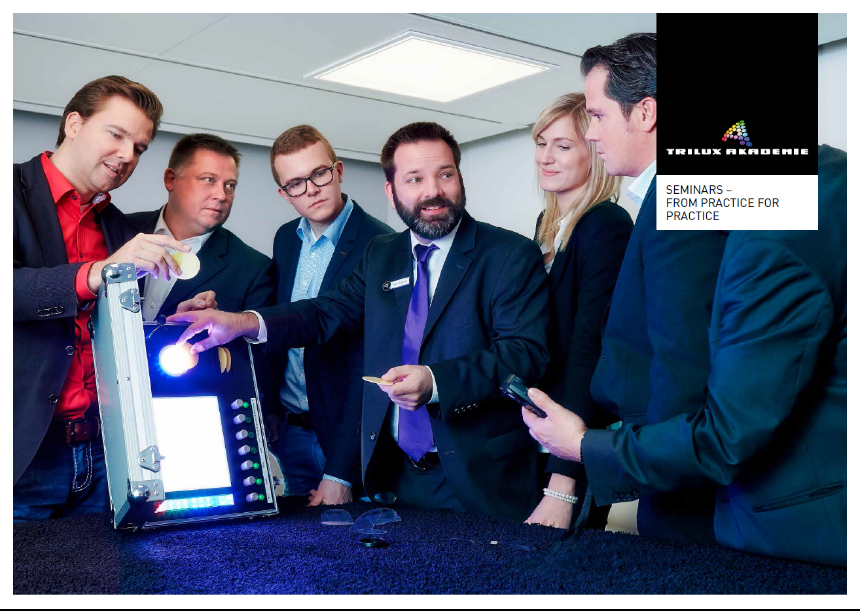 TRILUX AKADEMIE
SEMINARS –
FROM PRACTICE FOR
PRACTICE